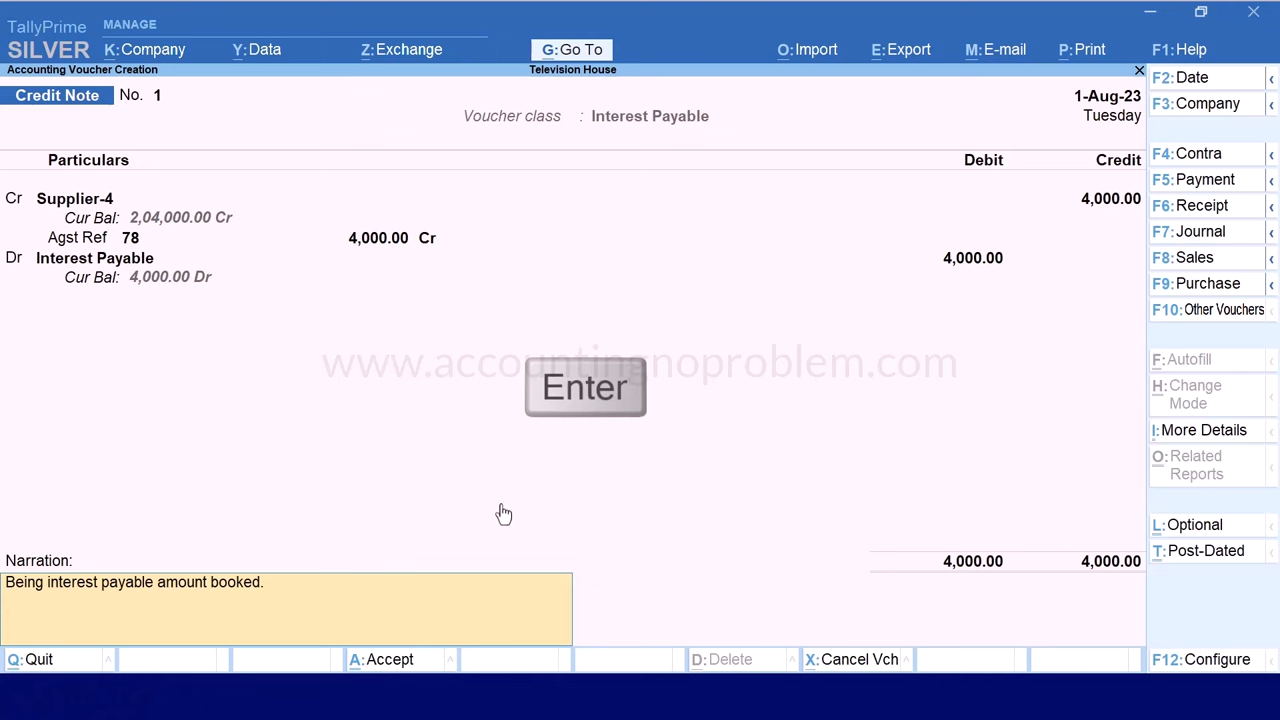 TallyPrime MANAGE
SILVER K:Company Y:Data Z:Exchange G:Go To O:Import E:Export M:E-mail P:Print F1:Help
Accounting Voucher Creation Television House
Credit Note No. 1 1-Aug-23
Voucher class : Interest Payable Tuesday
Particulars Debit Credit
Cr Supplier-4 4,000.00
Cur Bal: 2,04,000.00 Cr
Agst Ref 78 4,000.00 Cr
Dr Interest Payable 4,000.00
Cur Bal: 4,000.00 Dr
www.accountingnoproblem.com
Enter
Narration: 4,000.00 4,000.00
Being interest payable amount booked.
Q:Quit A:Accept D:Delete X:Cancel Vch F12:Configure
F2:Date
F3:Company
F4:Contra
F5:Payment
F6:Receipt
F7:Journal
F8:Sales
F9:Purchase
F10:Other Vouchers
F:Autofill
H:Change
Mode
I:More Details
O:Related
Reports
L:Optional
T:Post-Dated